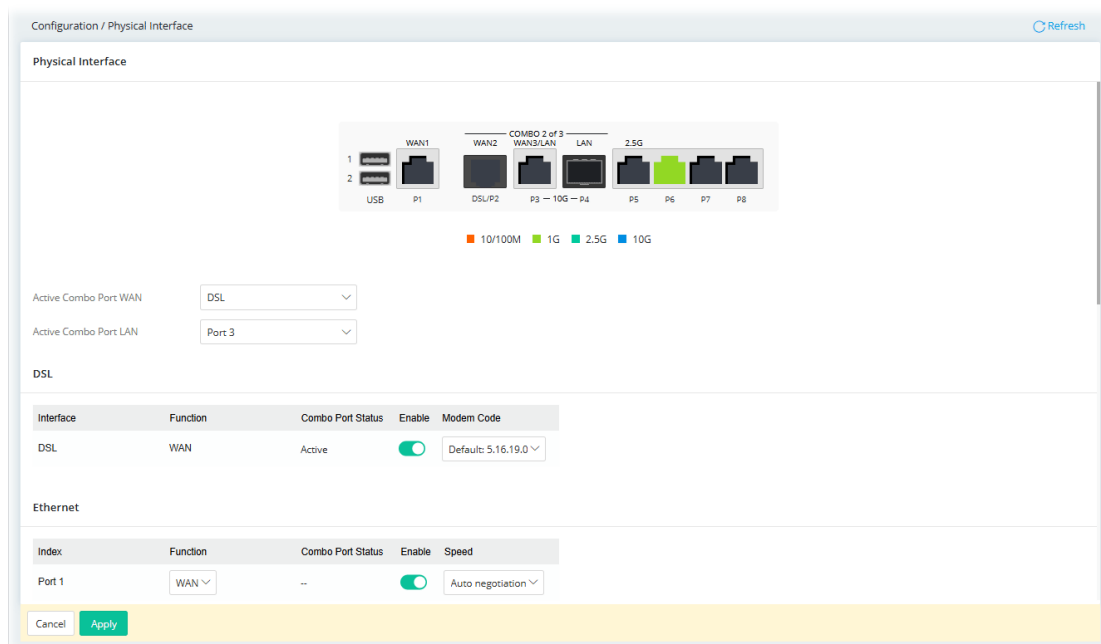 Configuration / Physical Interface
Refresh
Physical Interface
COMBO 2 of 3
WAN1 WAN2 WAN3/LAN LAN 2.5G
1
2
USB P1 DSL/P2 P3 — 10G — P4 P5 P6 P7 P8
10/100M 1G 2.5G 10G
Active Combo Port WAN DSL
Active Combo Port LAN Port 3
DSL
Interface Function Combo Port Status Enable Modem Code
DSL WAN Active Default: 5.16.19.0
Ethernet
Index Function Combo Port Status Enable Speed
Port 1 WAN -- Auto negotiation
Cancel Apply